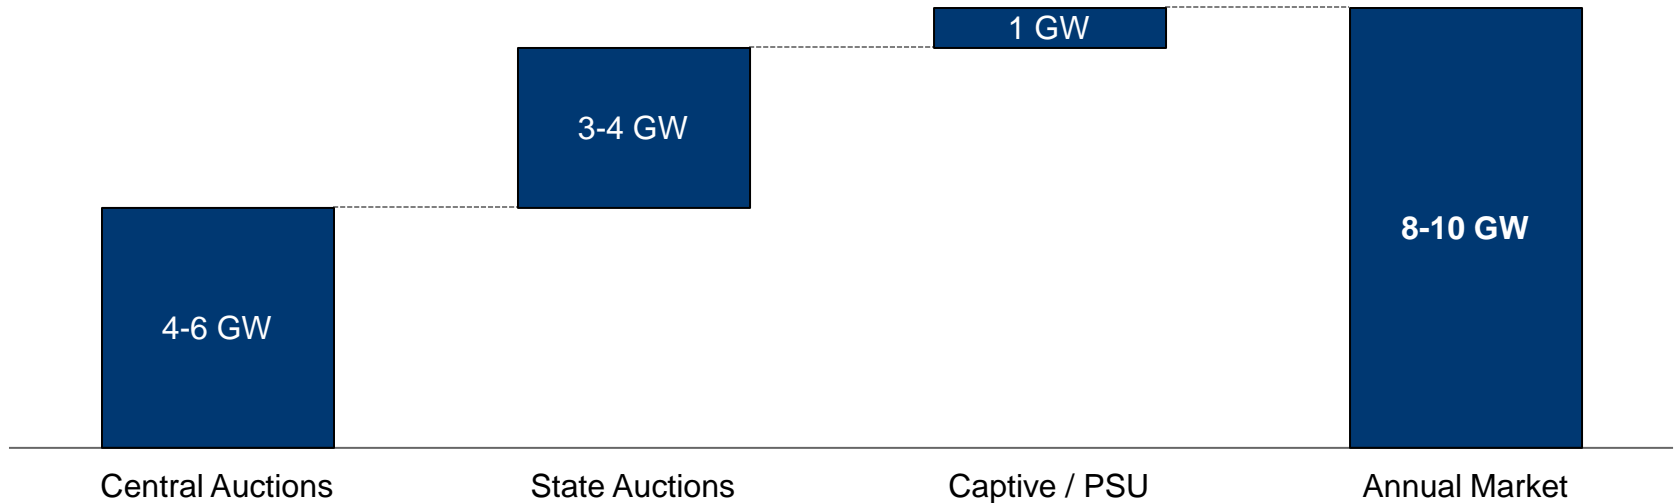 1 GW
3-4 GW
8-10 GW
4-6 GW
Central Auctions
State Auctions
Captive / PSU
Annual Market